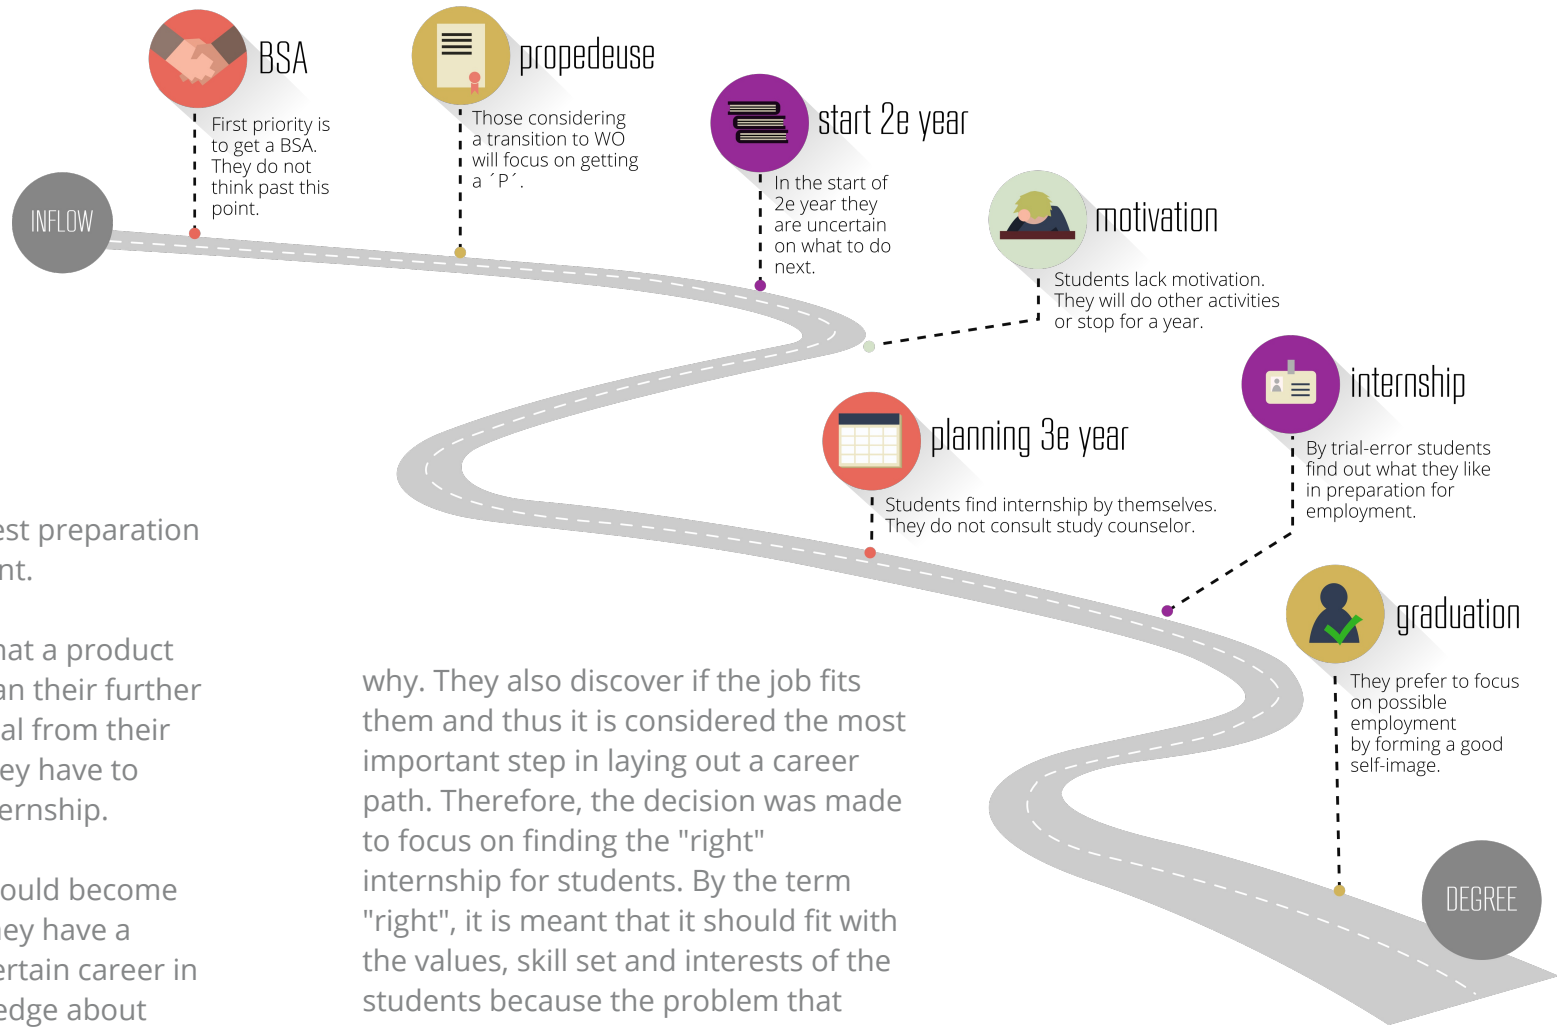 INFLOW
BSA
First priority is
to get a BSA.
They do not
think past this
point.
propedeuse
Those considering
a transition to WO
will focus on getting
a ´P´.
start 2e year
In the start of
2e year they
are uncertain
on what to do
next.
motivation
Students lack motivation.
They will do other activities
or stop for a year.
planning 3e year
Students find internship by themselves.
They do not consult study counselor.
internship
By trial-error students
find out what they like
in preparation for
employment.
graduation
They prefer to focus
on possible
employment
by forming a good
self-image.
DEGREE
est preparation
nt.
nat a product
an their further
al from their
ey have to
ternship.
ould become
hey have a
ertain career in
edge about
why. They also discover if the job fits
them and thus it is considered the most
important step in laying out a career
path. Therefore, the decision was made
to focus on finding the "right"
internship for students. By the term
"right", it is meant that it should fit with
the values, skill set and interests of the
students because the problem that